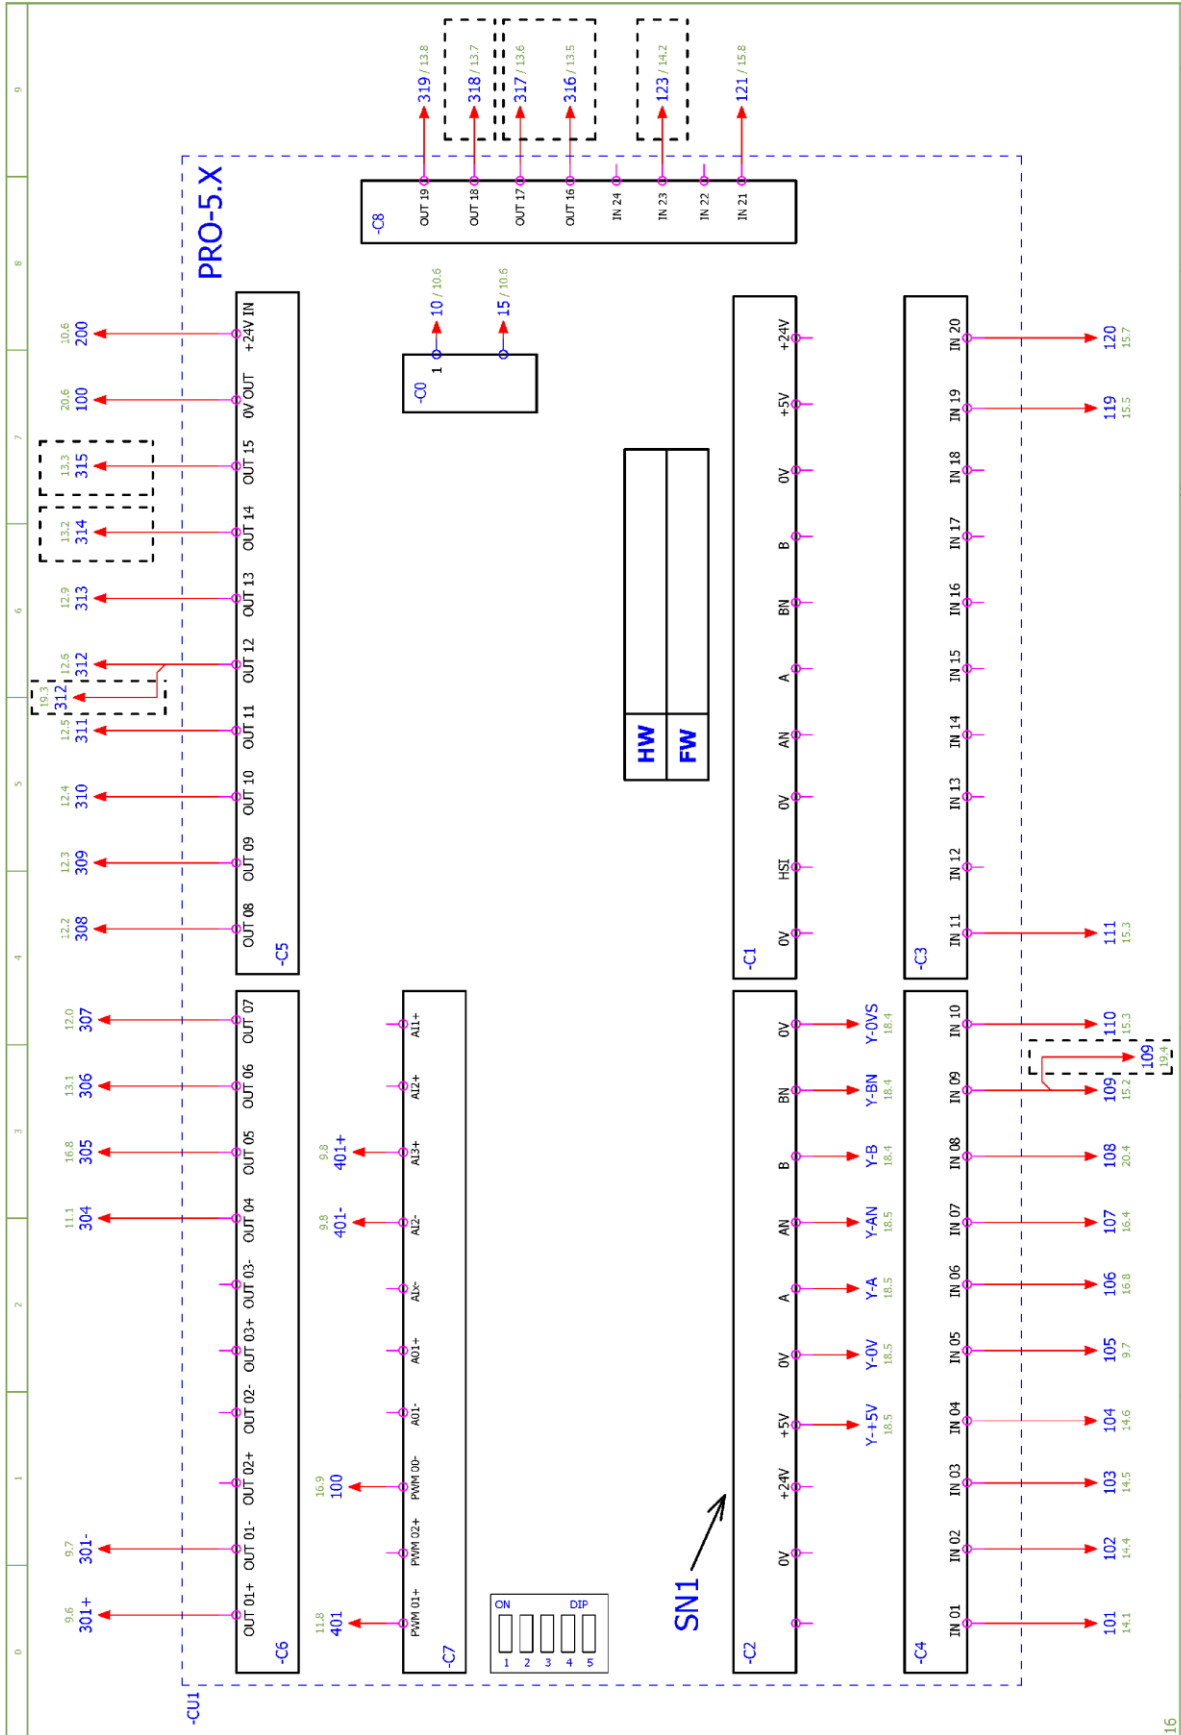 -CU1
PRO-5.X
0
1
2
3
4
5
6
7
8
9
16
9.6
301+
9.7
301-
11.1
304
16.8
305
13.1
306
12.0
307
12.2
308
12.3
309
12.4
310
12.5
311
19.3
312
12.6
312
12.9
313
13.2
314
13.3
315
20.6
100
10.6
200
-C6
OUT 01+
OUT 01-
OUT 02+
OUT 02-
OUT 03+
OUT 03-
OUT 04
OUT 05
OUT 06
OUT 07
-C5
OUT 08
OUT 09
OUT 10
OUT 11
OUT 12
OUT 13
OUT 14
OUT 15
0V OUT
+24V IN
11.8
401
16.9
100
9.8
401-
9.8
401+
-C7
PWM 01+
PWM 02+
PWM 00-
A01-
A01+
AIx-
AI2-
AI3+
AI2+
AI1+
-C0
1
10 / 10.6
15 / 10.6
-C8
OUT 19
OUT 18
OUT 17
OUT 16
IN 24
IN 23
IN 22
IN 21
319 / 13.8
318 / 13.7
317 / 13.6
316 / 13.5
123 / 14.2
121 / 15.8
ON DIP
1 2 3 4 5
HW
FW
SN1
-C2
0V
+24V
+5V
0V
A
AN
B
BN
0V
Y-+5V
18.5
Y-0V
18.5
Y-A
18.5
Y-AN
18.5
Y-B
18.4
Y-BN
18.4
Y-0VS
18.4
-C1
0V
HSI
0V
AN
A
BN
B
0V
+5V
+24V
-C4
IN 01
IN 02
IN 03
IN 04
IN 05
IN 06
IN 07
IN 08
IN 09
IN 10
-C3
IN 11
IN 12
IN 13
IN 14
IN 15
IN 16
IN 17
IN 18
IN 19
IN 20
101
14.1
102
14.4
103
14.5
104
14.6
105
9.7
106
16.8
107
16.4
108
20.4
109
15.2
109
19.4
110
15.3
111
15.3
119
15.5
120
15.7